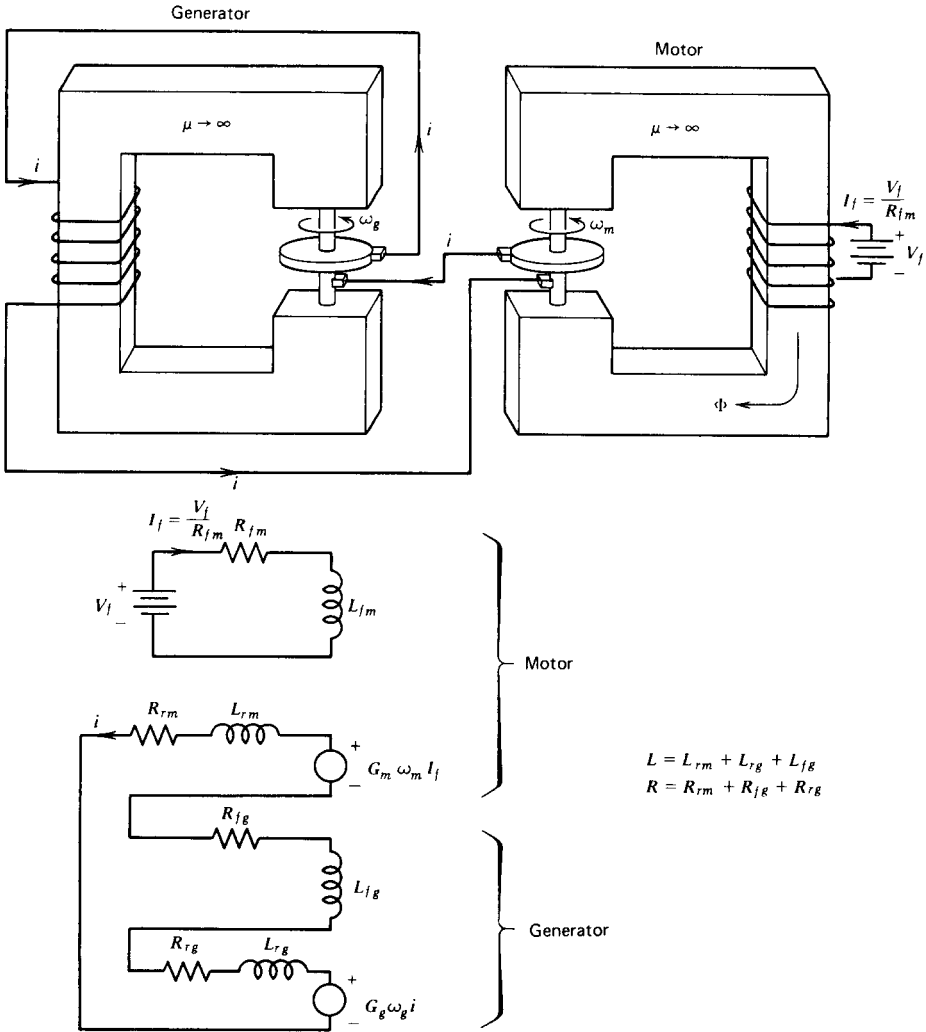 Generator
Motor
μ → ∞
μ → ∞
i
i
i
i
ω_g
ω_m
I_f = V_f / R_fm
+
V_f
−
Φ
I_f = V_f / R_fm
R_fm
+
V_f
−
L_fm
Motor
i
R_rm
L_rm
+
G_m ω_m I_f
−
L = L_rm + L_rg + L_fg
R = R_rm + R_fg + R_rg
R_fg
L_fg
Generator
R_rg
L_rg
+
G_g ω_g i
−